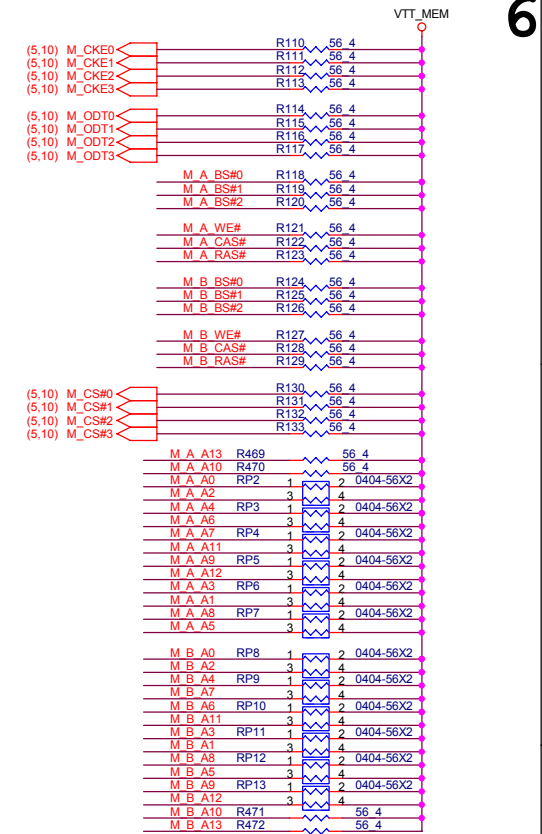 VTT_MEM
6
(5,10) M_CKE0 R110 56_4
(5,10) M_CKE1 R111 56_4
(5,10) M_CKE2 R112 56_4
(5,10) M_CKE3 R113 56_4
(5,10) M_ODT0 R114 56_4
(5,10) M_ODT1 R115 56_4
(5,10) M_ODT2 R116 56_4
(5,10) M_ODT3 R117 56_4
M_A_BS#0 R118 56_4
M_A_BS#1 R119 56_4
M_A_BS#2 R120 56_4
M_A_WE# R121 56_4
M_A_CAS# R122 56_4
M_A_RAS# R123 56_4
M_B_BS#0 R124 56_4
M_B_BS#1 R125 56_4
M_B_BS#2 R126 56_4
M_B_WE# R127 56_4
M_B_CAS# R128 56_4
M_B_RAS# R129 56_4
(5,10) M_CS#0 R130 56_4
(5,10) M_CS#1 R131 56_4
(5,10) M_CS#2 R132 56_4
(5,10) M_CS#3 R133 56_4
M_A_A13 R469 56_4
M_A_A10 R470 56_4
M_A_A0 RP2 1 2 0404-56X2
M_A_A2 3 4
M_A_A4 RP3 1 2 0404-56X2
M_A_A6 3 4
M_A_A7 RP4 1 2 0404-56X2
M_A_A11 3 4
M_A_A9 RP5 1 2 0404-56X2
M_A_A12 3 4
M_A_A3 RP6 1 2 0404-56X2
M_A_A1 3 4
M_A_A8 RP7 1 2 0404-56X2
M_A_A5 3 4
M_B_A0 RP8 1 2 0404-56X2
M_B_A2 3 4
M_B_A4 RP9 1 2 0404-56X2
M_B_A7 3 4
M_B_A6 RP10 1 2 0404-56X2
M_B_A11 3 4
M_B_A3 RP11 1 2 0404-56X2
M_B_A1 3 4
M_B_A8 RP12 1 2 0404-56X2
M_B_A5 3 4
M_B_A9 RP13 1 2 0404-56X2
M_B_A12 3 4
M_B_A10 R471 56_4
M_B_A13 R472 56_4